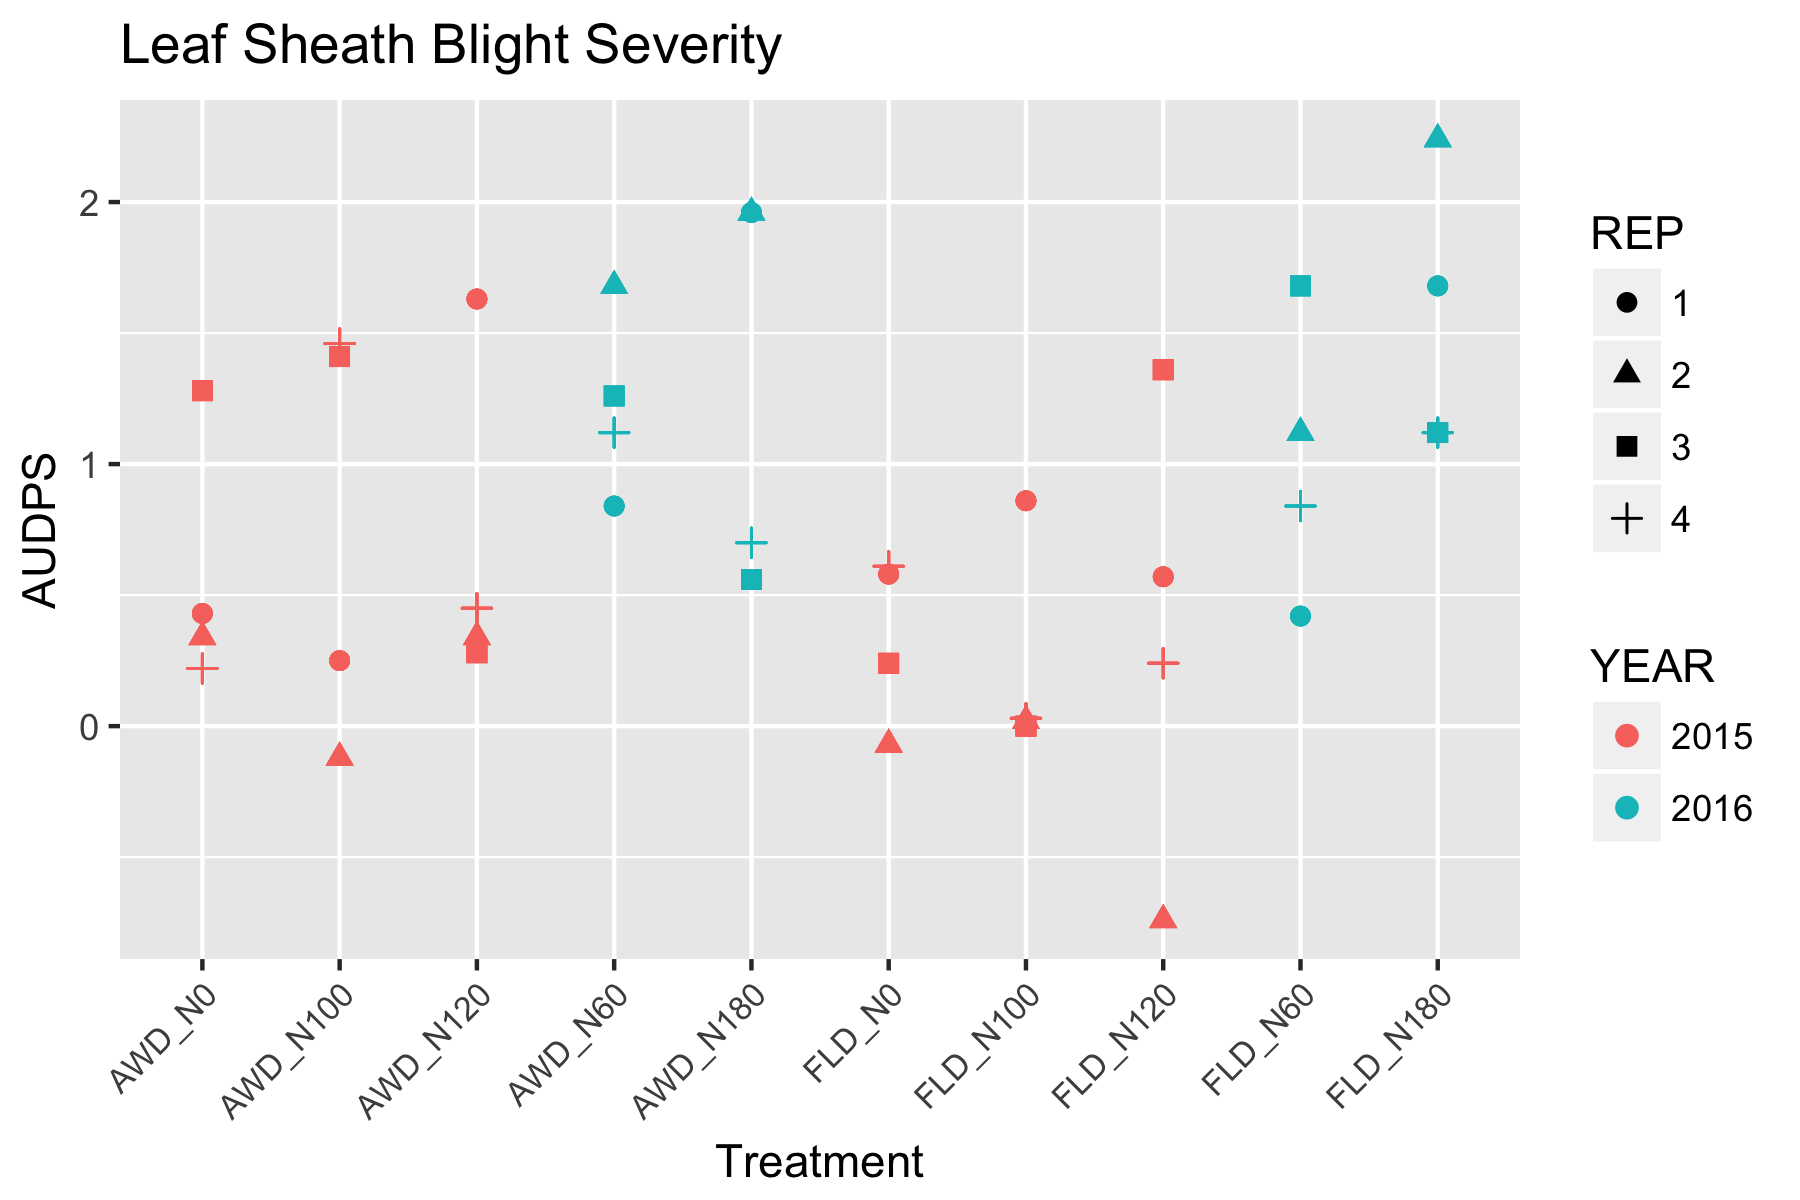 Leaf Sheath Blight Severity
AUDPS
2
1
0
AWD_N0
AWD_N100
AWD_N120
AWD_N60
AWD_N180
FLD_N0
FLD_N100
FLD_N120
FLD_N60
FLD_N180
Treatment
REP
1
2
3
4
YEAR
2015
2016